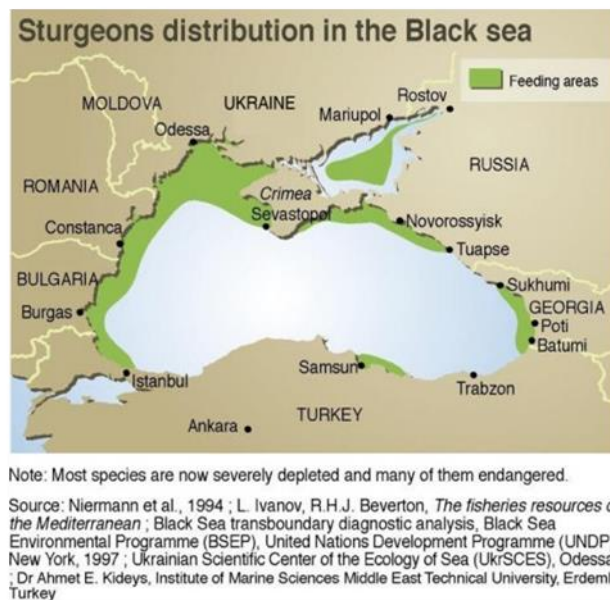 Sturgeons distribution in the Black sea
Feeding areas
MOLDOVA
UKRAINE
Rostov
Mariupol
Odessa
RUSSIA
ROMANIA
Crimea
Sevastopol
Novorossyisk
Constanca
Tuapse
BULGARIA
Sukhumi
GEORGIA
Burgas
Poti
Batumi
Istanbul
Samsun
Trabzon
TURKEY
Ankara
Note: Most species are now severely depleted and many of them endangered.
Source: Niermann et al., 1994 ; L. Ivanov, R.H.J. Beverton, The fisheries resources o
the Mediterranean ; Black Sea transboundary diagnostic analysis, Black Sea
Environmental Programme (BSEP), United Nations Development Programme (UNDP
New York, 1997 ; Ukrainian Scientific Center of the Ecology of Sea (UkrSCES), Odessa
; Dr Ahmet E. Kideys, Institute of Marine Sciences Middle East Technical University, Erdeml
Turkey